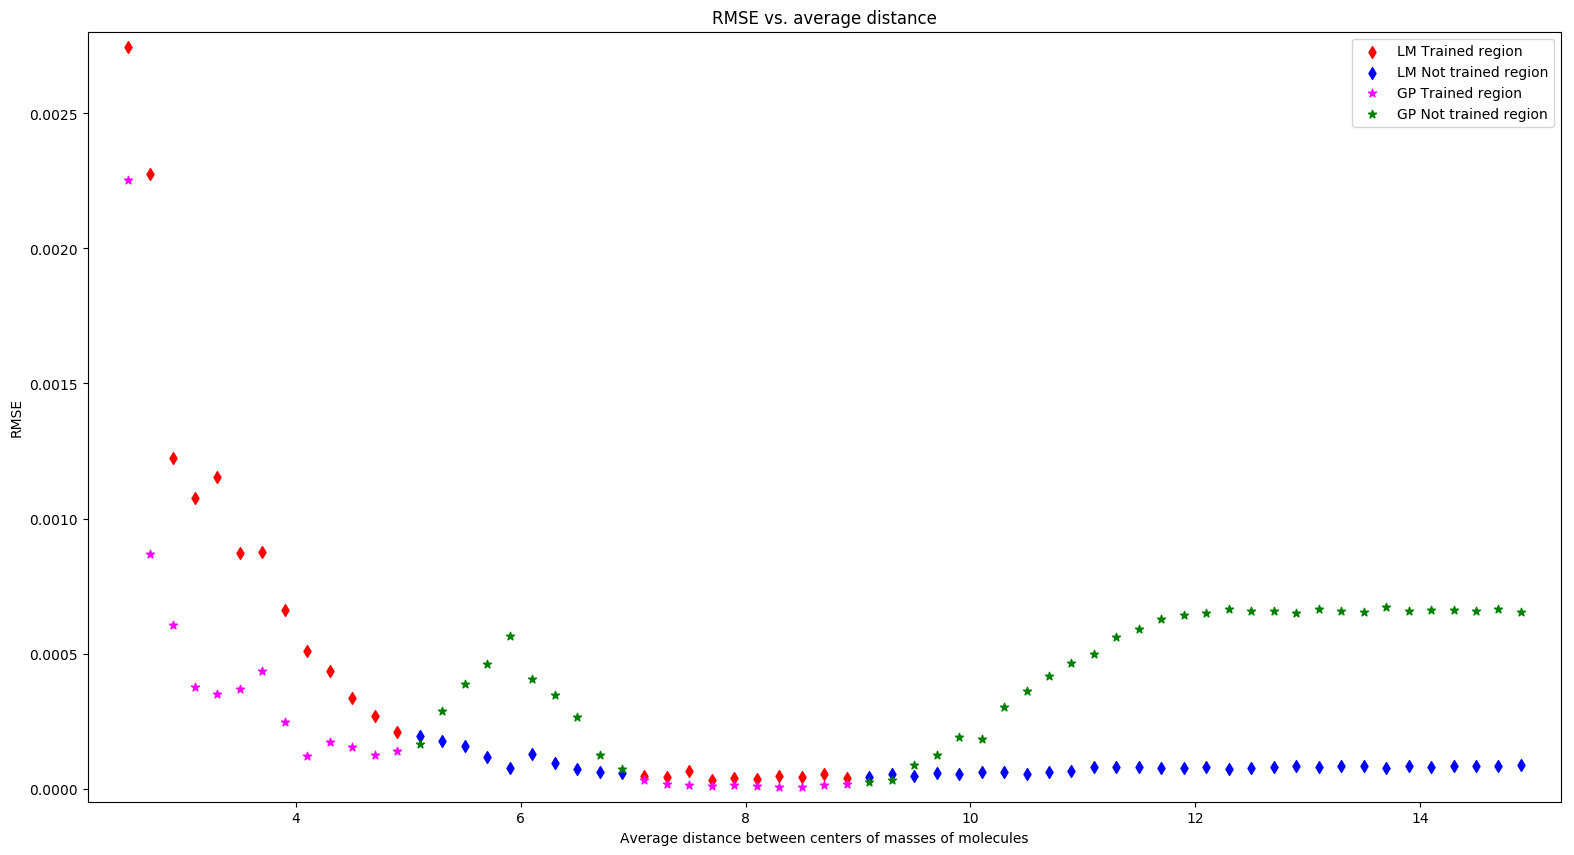 RMSE vs. average distance
LM Trained region
LM Not trained region
GP Trained region
GP Not trained region
0.0025
0.0020
0.0015
0.0010
0.0005
0.0000
RMSE
4
6
8
10
12
14
Average distance between centers of masses of molecules